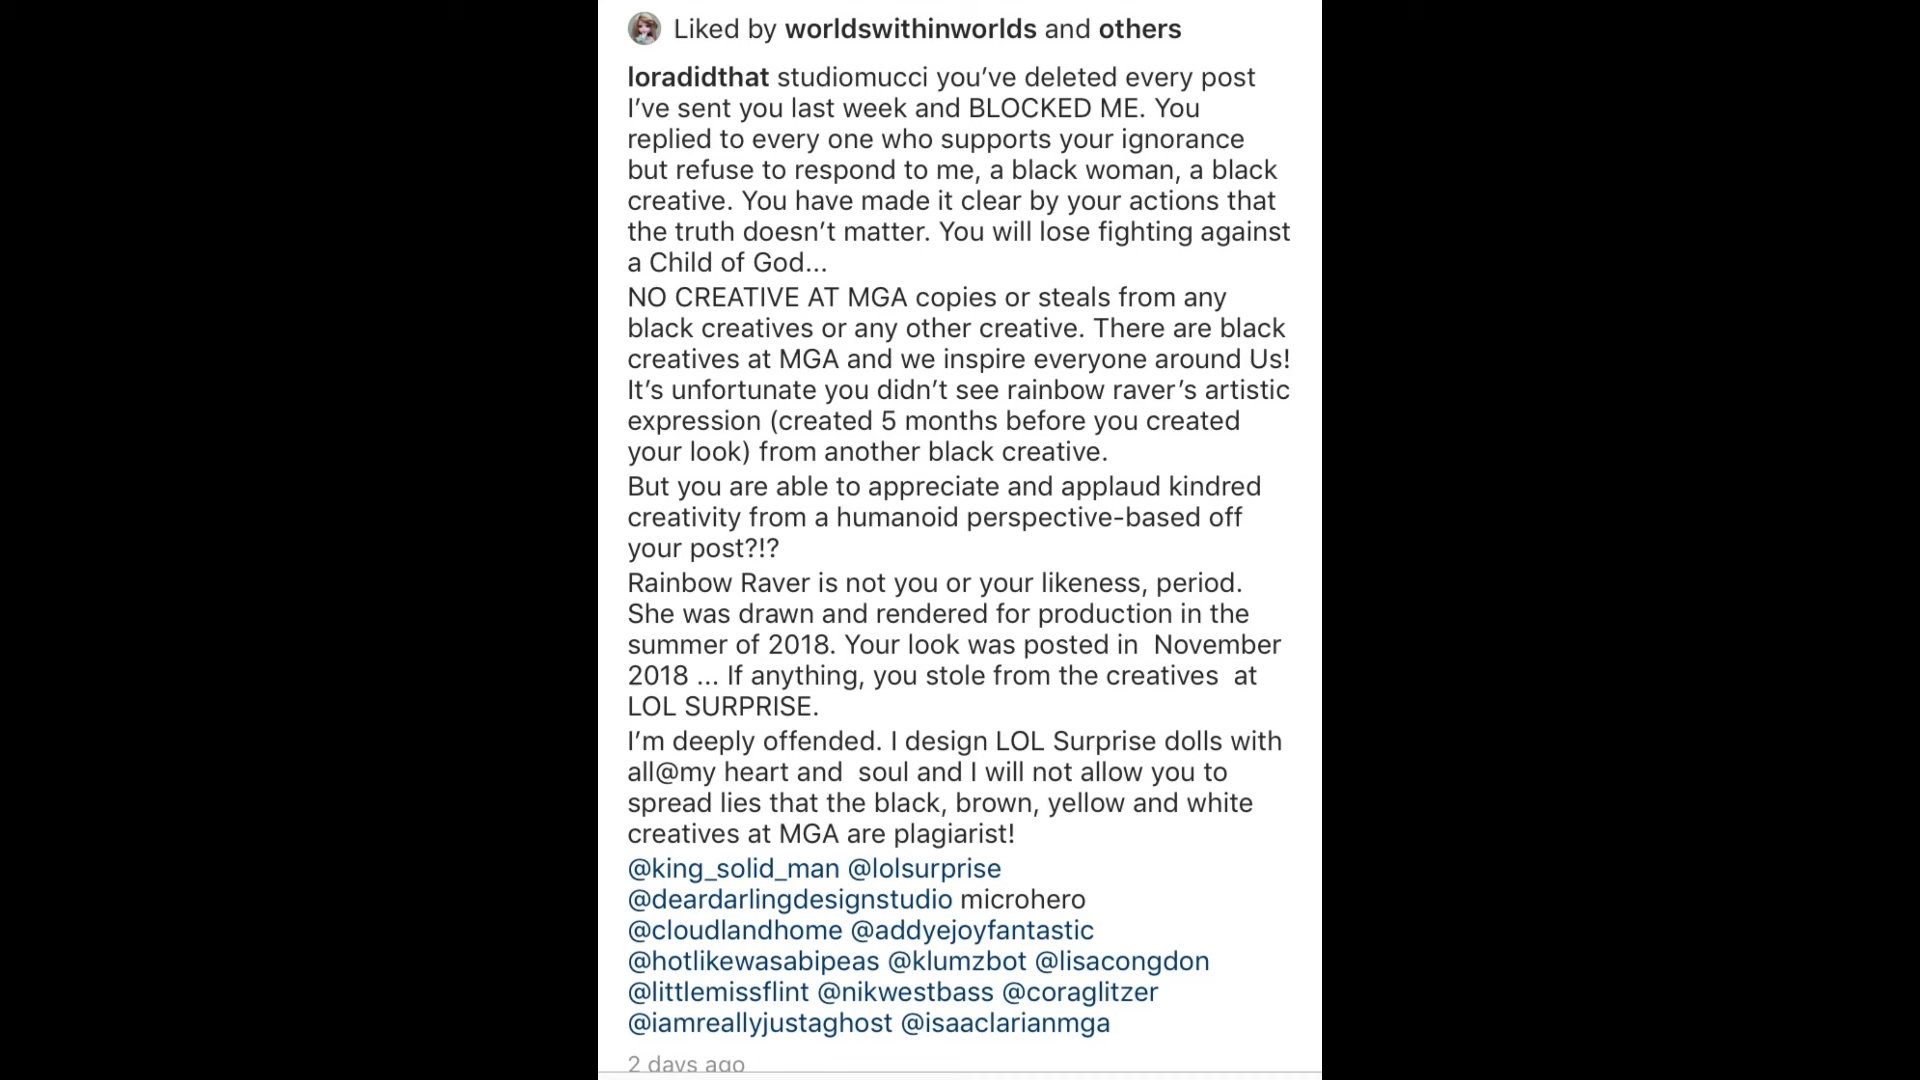 Liked by worldswithinworlds and others
loradidthat studiomucci you’ve deleted every post
I’ve sent you last week and BLOCKED ME. You
replied to every one who supports your ignorance
but refuse to respond to me, a black woman, a black
creative. You have made it clear by your actions that
the truth doesn’t matter. You will lose fighting against
a Child of God...
NO CREATIVE AT MGA copies or steals from any
black creatives or any other creative. There are black
creatives at MGA and we inspire everyone around Us!
It’s unfortunate you didn’t see rainbow raver’s artistic
expression (created 5 months before you created
your look) from another black creative.
But you are able to appreciate and applaud kindred
creativity from a humanoid perspective-based off
your post?!?
Rainbow Raver is not you or your likeness, period.
She was drawn and rendered for production in the
summer of 2018. Your look was posted in  November
2018 ... If anything, you stole from the creatives  at
LOL SURPRISE.
I’m deeply offended. I design LOL Surprise dolls with
all@my heart and  soul and I will not allow you to
spread lies that the black, brown, yellow and white
creatives at MGA are plagiarist!
@king_solid_man @lolsurprise
@deardarlingdesignstudio microhero
@cloudlandhome @addyejoyfantastic
@hotlikewasabipeas @klumzbot @lisacongdon
@littlemissflint @nikwestbass @coraglitzer
@iamreallyjustaghost @isaaclarianmga
2 days ago